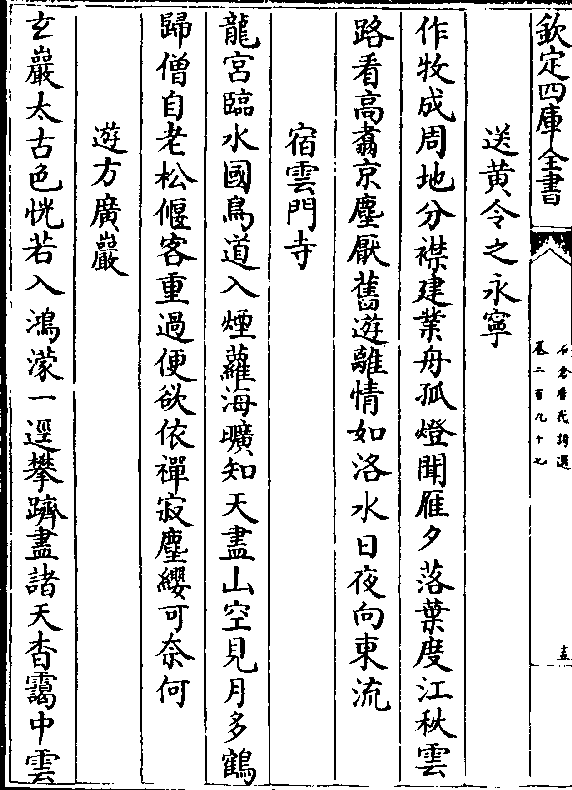 欽定四庫全書
石倉歴代詩選
卷二百九十七
送黄令之永寧
作牧成周地分襟建業舟孤燈聞雁夕落葉度江秋雲
路看高翥京塵厭舊遊離情如洛水日夜向東流
宿雲門寺
龍宮臨水國鳥道入煙蘿海曠知天盡山空見月多鶴
歸僧自老松偃客重過便欲依禪寂塵纓可奈何
遊方廣巖
玄巖太古色恍若入鴻濛一逕攀躋盡諸天杳靄中雲